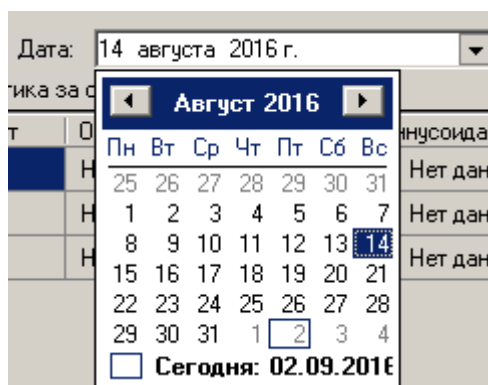 Дата: 14 августа 2016 г.
Август 2016
Пн Вт Ср Чт Пт Сб Вс
25 26 27 28 29 30 31
1 2 3 4 5 6 7
Нет дан
8 9 10 11 12 13 14
Нет дан
15 16 17 18 19 20 21
Нет дан
22 23 24 25 26 27 28
29 30 31 1 2 3 4
Сегодня: 02.09.2016